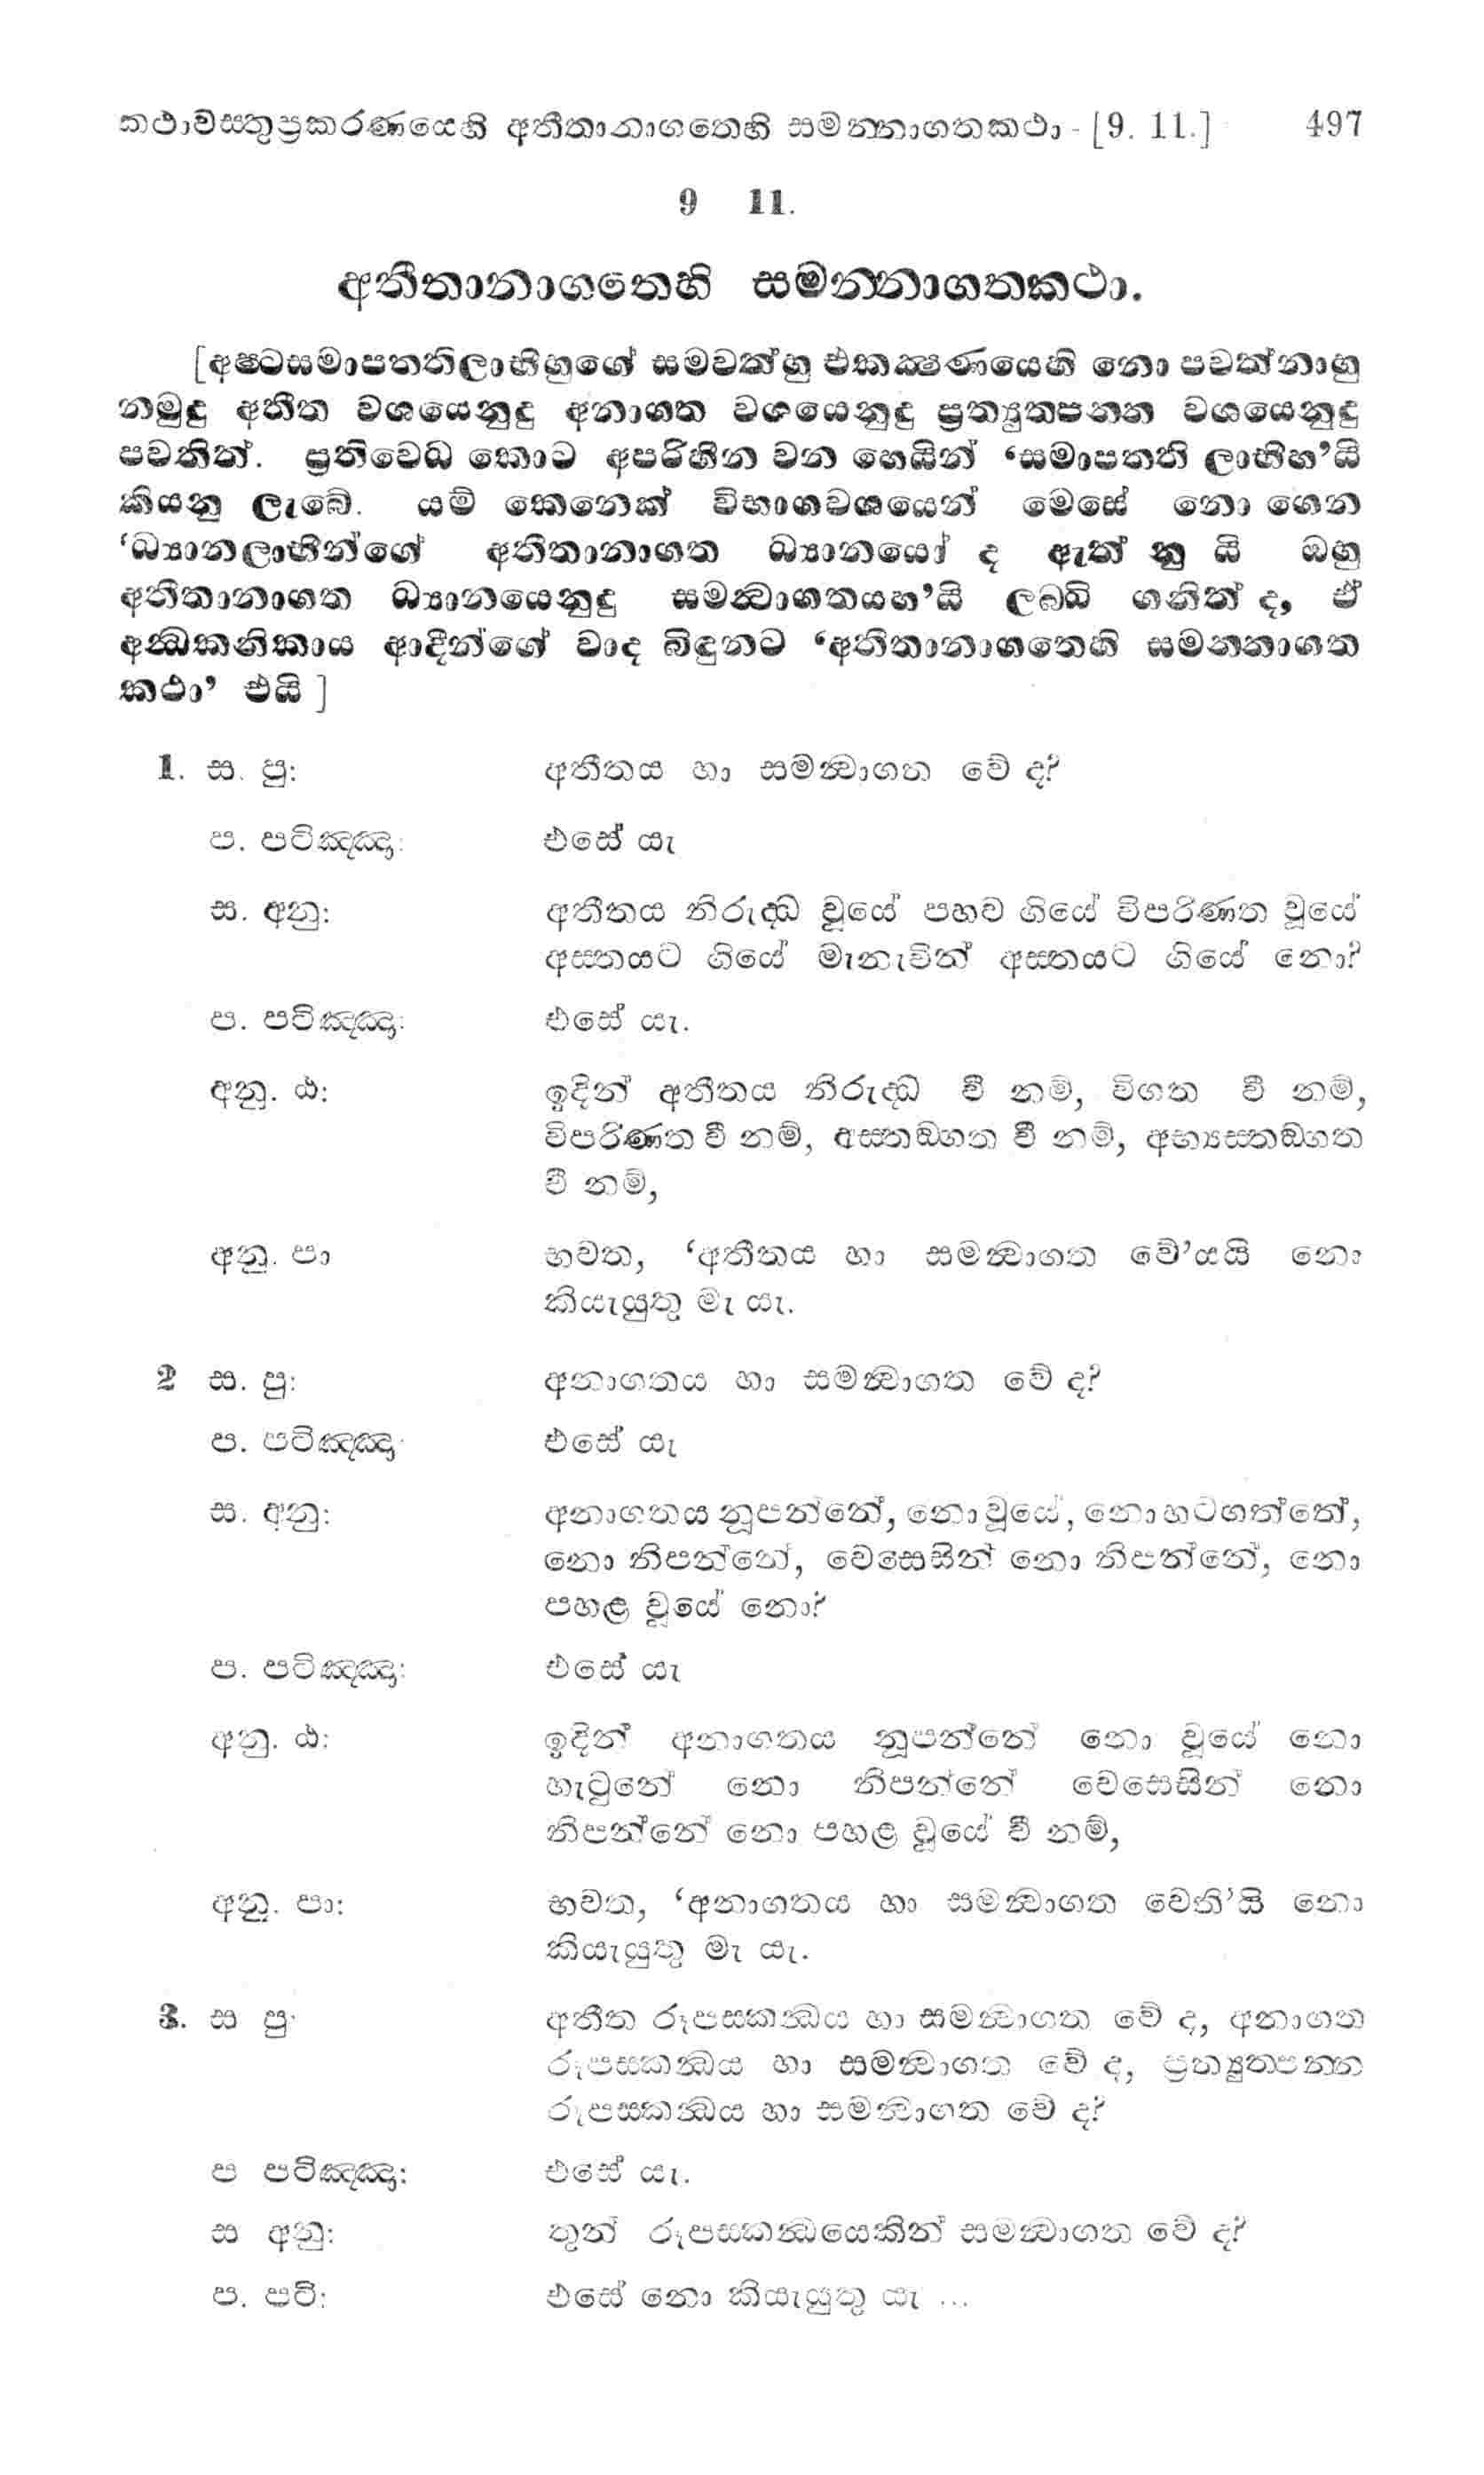 කථාවස්තුප්‍රකරණයෙහි අතීතානාගතෙහි සමන්නාගතකථා - [9. 11.] 497
9 11.
අතීතානාගතෙහි සමන්නාගතකථා.
[අෂ්ටසමාපත්තිලාභීහුගේ සමවත්හු එකක්ෂණයෙහි නො පවත්නාහු
නමුදු අතීත වශයෙනුදු අනාගත වශයෙනුදු ප්‍රත්‍යුත්පන්න වශයෙනුදු
පවතිත්. ප්‍රතිවෙධ කොට අපරිහීන වන හෙයින් ‘සමාපත්ති ලාභීහ’යි
කියනු ලැබේ. යම් කෙනෙක් විභාගවශයෙන් මෙසේ නො ගෙන
‘ධ්‍යානලාභීන්ගේ අතීතානාගත ධ්‍යානයෝ ද ඇත් නු යි ඔහු
අතීතානාගත ධ්‍යානයෙනුදු සමන්වාගතයහ’යි ලබ්ධි ගනිත් ද, ඒ
අන්ධකනිකාය ආදීන්ගේ වාද බිඳුනට ‘අතීතානාගතෙහි සමන්නාගත
කථා’ එයි ]
1. ස. පු: අතීතය හා සමන්වාගත වේ ද?
ප. පටිඤ්ඤා: එසේ යැ
ස. අනු: අතීතය නිරුද්ධ වූයේ පහව ගියේ විපරිණත වූයේ
අස්තයට ගියේ මැනැවින් අස්තයට ගියේ නො?
ප. පටිඤ්ඤා: එසේ යැ.
අනු. ඨ: ඉදින් අතීතය නිරුද්ධ වී නම්, විගත වී නම්,
විපරිණත වී නම්, අස්තඞ්ගත වී නම්, අභ්‍යස්තඞ්ගත
වී නම්,
අනු. පා භවත, ‘අතීතය හා සමන්වාගත වේ’යයි නො
කියැයුතු මැ යැ.
2 ස. පු: අනාගතය හා සමන්වාගත වේ ද?
ප. පටිඤ්ඤා එසේ යැ
ස. අනු: අනාගතය නූපන්නේ, නො වූයේ, නො හටගත්තේ,
නො නිපන්නේ, වෙසෙසින් නො නිපන්නේ, නො
පහළ වූයේ නො?
ප. පටිඤ්ඤා: එසේ යැ
අනු. ඨ: ඉදින් අනාගතය නූපන්නේ නො වූයේ නො
හැටුනේ නො නිපන්නේ වෙසෙසින් නො
නිපන්නේ නො පහළ වූයේ වී නම්,
අනු. පා: භවත, ‘අනාගතය හා සමන්වාගත වෙති’යි නො
කියැයුතු මැ යැ.
3. ස පු: අතීත රූපස්කන්ධය හා සමන්වාගත වේ ද, අනාගත
රූපස්කන්ධය හා සමන්වාගත වේ ද, ප්‍රත්‍යුත්පන්න
රූපස්කන්ධය හා සමන්වාගත වේ ද?
ප පටිඤ්ඤා: එසේ යැ.
ස අනු: තුන් රූපස්කන්ධයෙකින් සමන්වාගත වේ ද?
ප. පටි: එසේ නො කියැයුතු යැ ...